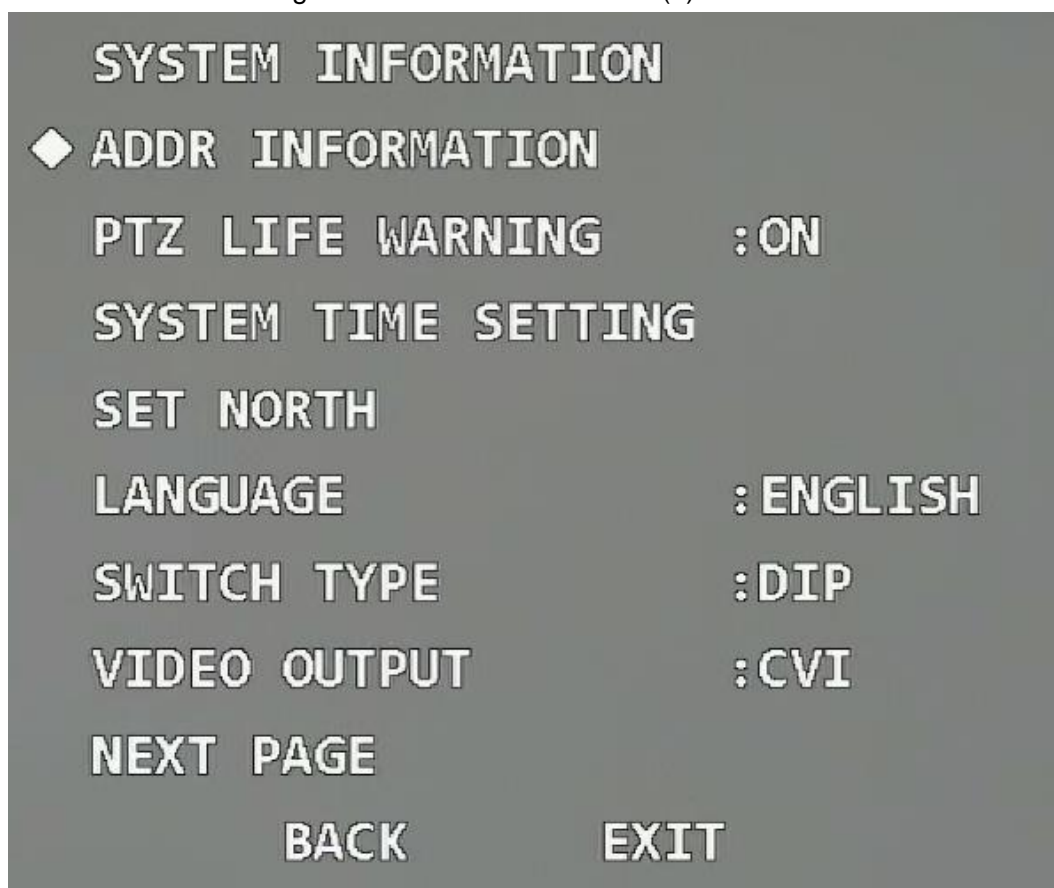 SYSTEM INFORMATION
ADDR INFORMATION
PTZ LIFE WARNING :ON
SYSTEM TIME SETTING
SET NORTH
LANGUAGE :ENGLISH
SWITCH TYPE :DIP
VIDEO OUTPUT :CVI
NEXT PAGE
BACK EXIT